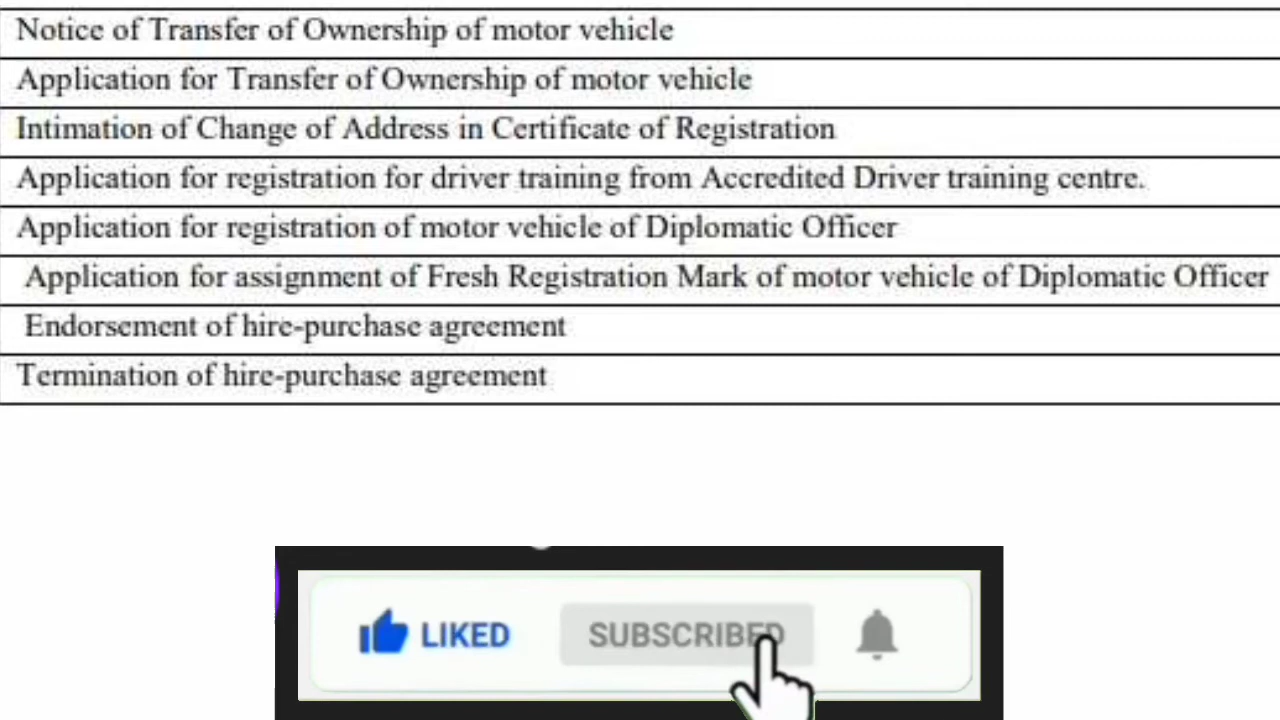 Notice of Transfer of Ownership of motor vehicle
Application for Transfer of Ownership of motor vehicle
Intimation of Change of Address in Certificate of Registration
Application for registration for driver training from Accredited Driver training centre.
Application for registration of motor vehicle of Diplomatic Officer
Application for assignment of Fresh Registration Mark of motor vehicle of Diplomatic Officer
Endorsement of hire-purchase agreement
Termination of hire-purchase agreement
LIKED SUBSCRIBED